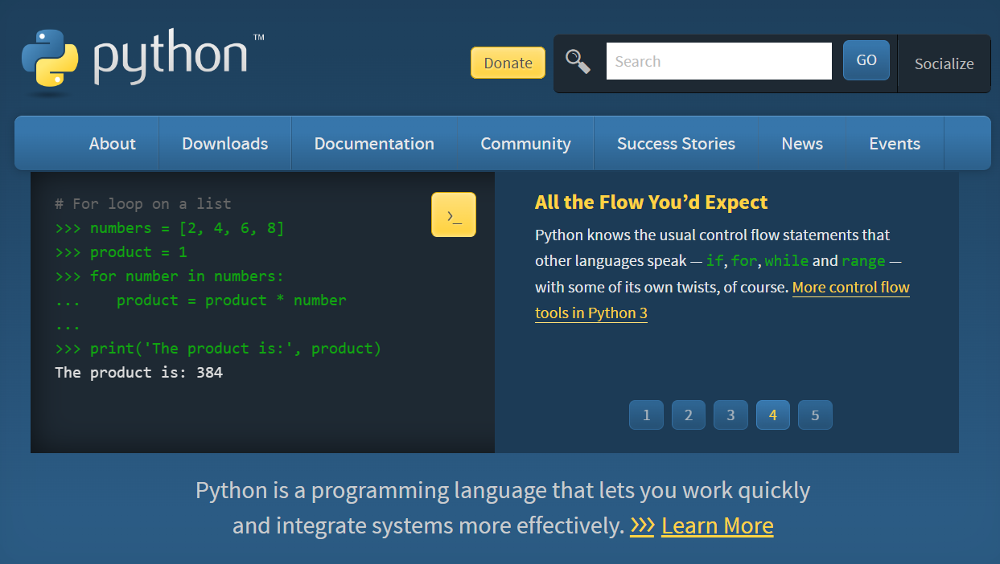 python™
Donate
Search
GO
Socialize
About
Downloads
Documentation
Community
Success Stories
News
Events
# For loop on a list
>>> numbers = [2, 4, 6, 8]
>>> product = 1
>>> for number in numbers:
...    product = product * number
...
>>> print('The product is:', product)
The product is: 384
>_
All the Flow You’d Expect
Python knows the usual control flow statements that
other languages speak — if, for, while and range —
with some of its own twists, of course. More control flow
tools in Python 3
1 2 3 4 5
Python is a programming language that lets you work quickly
and integrate systems more effectively. >>> Learn More